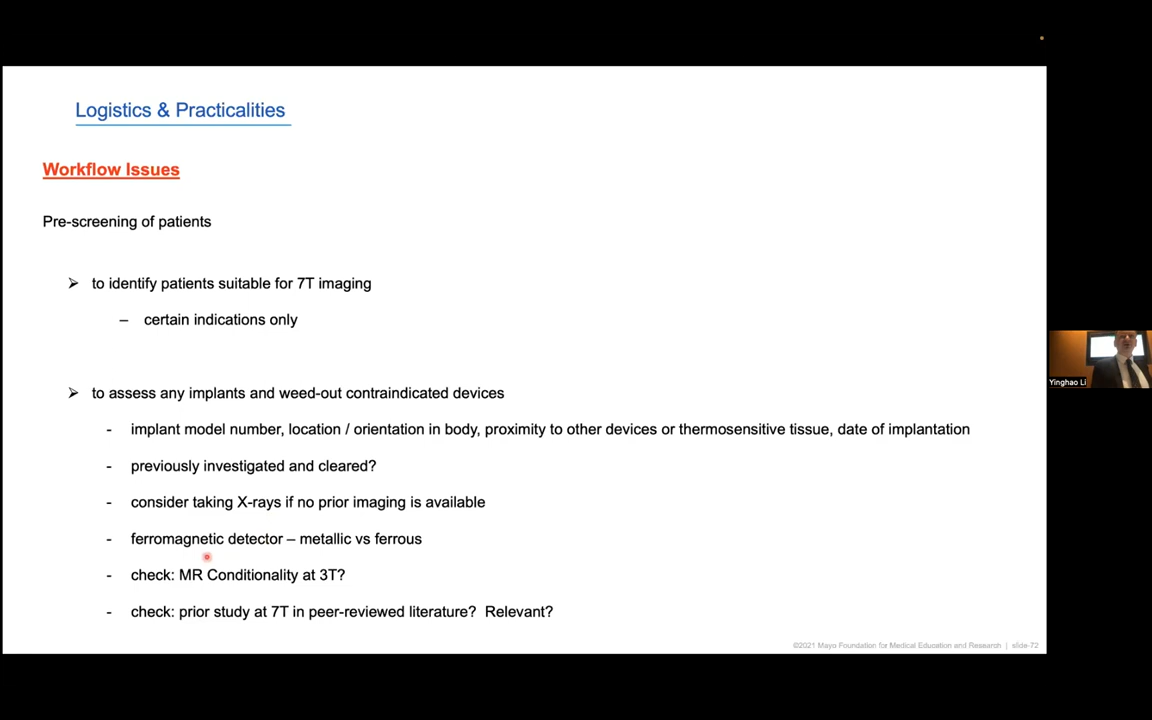 Logistics & Practicalities
Workflow Issues
Pre-screening of patients
➢ to identify patients suitable for 7T imaging
– certain indications only
➢ to assess any implants and weed-out contraindicated devices
- implant model number, location / orientation in body, proximity to other devices or thermosensitive tissue, date of implantation
- previously investigated and cleared?
- consider taking X-rays if no prior imaging is available
- ferromagnetic detector – metallic vs ferrous
- check: MR Conditionality at 3T?
- check: prior study at 7T in peer-reviewed literature? Relevant?
©2021 Mayo Foundation for Medical Education and Research | slide-72
Yinghao Li